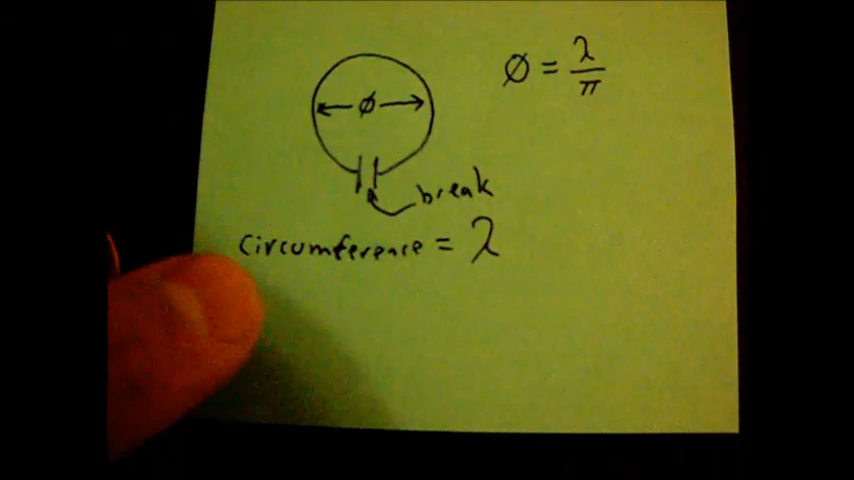 ø = λ/π
← ø →
break
circumference = λ